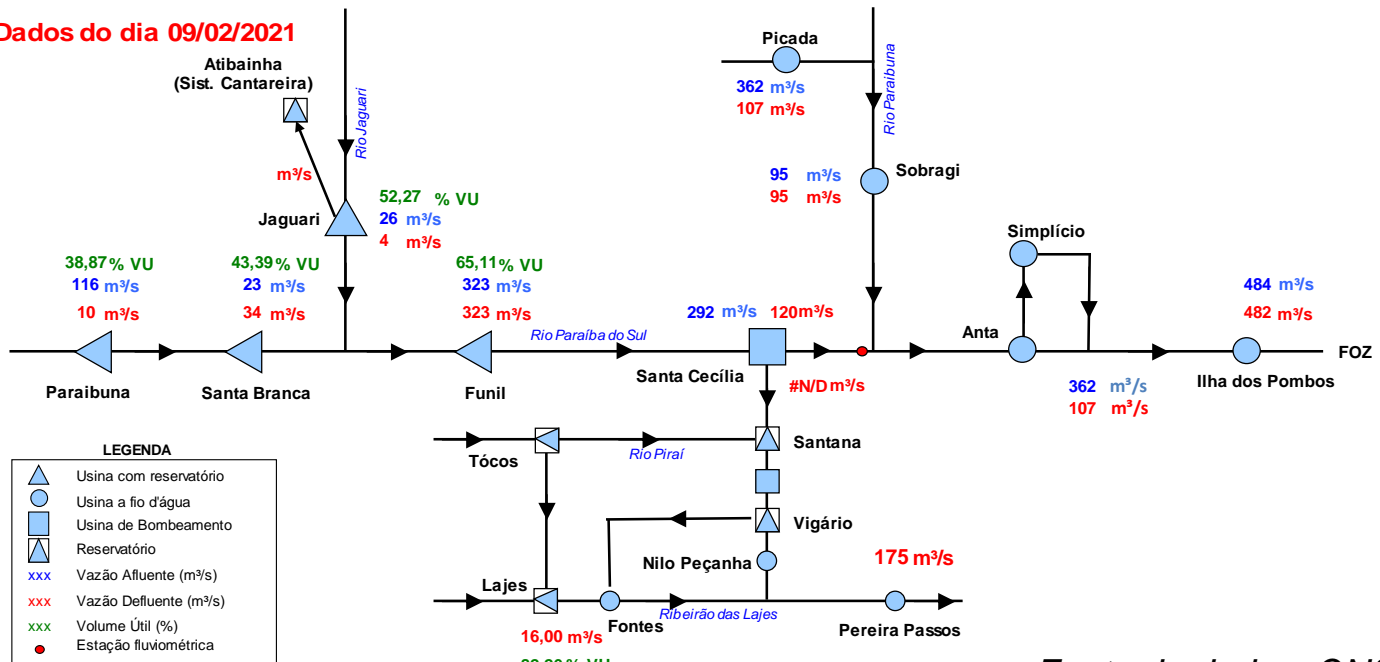 Dados do dia 09/02/2021
Atibainha
(Sist. Cantareira)
m³/s
Rio Jaguari
Jaguari
52,27 % VU
26 m³/s
4 m³/s
Picada
362 m³/s
107 m³/s
Rio Paraibuna
95 m³/s
95 m³/s
Sobragi
Simplício
484 m³/s
482 m³/s
38,87% VU
116 m³/s
10 m³/s
Paraibuna
43,39% VU
23 m³/s
34 m³/s
Santa Branca
65,11% VU
323 m³/s
323 m³/s
Funil
Rio Paraíba do Sul
292 m³/s 120m³/s
Santa Cecília
#N/D m³/s
Anta
362 m³/s
107 m³/s
Ilha dos Pombos
FOZ
Tócos
Rio Piraí
Santana
Vigário
Nilo Peçanha
175 m³/s
Lajes
Fontes
Ribeirão das Lajes
Pereira Passos
16,00 m³/s
LEGENDA
Usina com reservatório
Usina a fio d'água
Usina de Bombeamento
Reservatório
xxx Vazão Afluente (m³/s)
xxx Vazão Defluente (m³/s)
xxx Volume Útil (%)
Estação fluviométrica